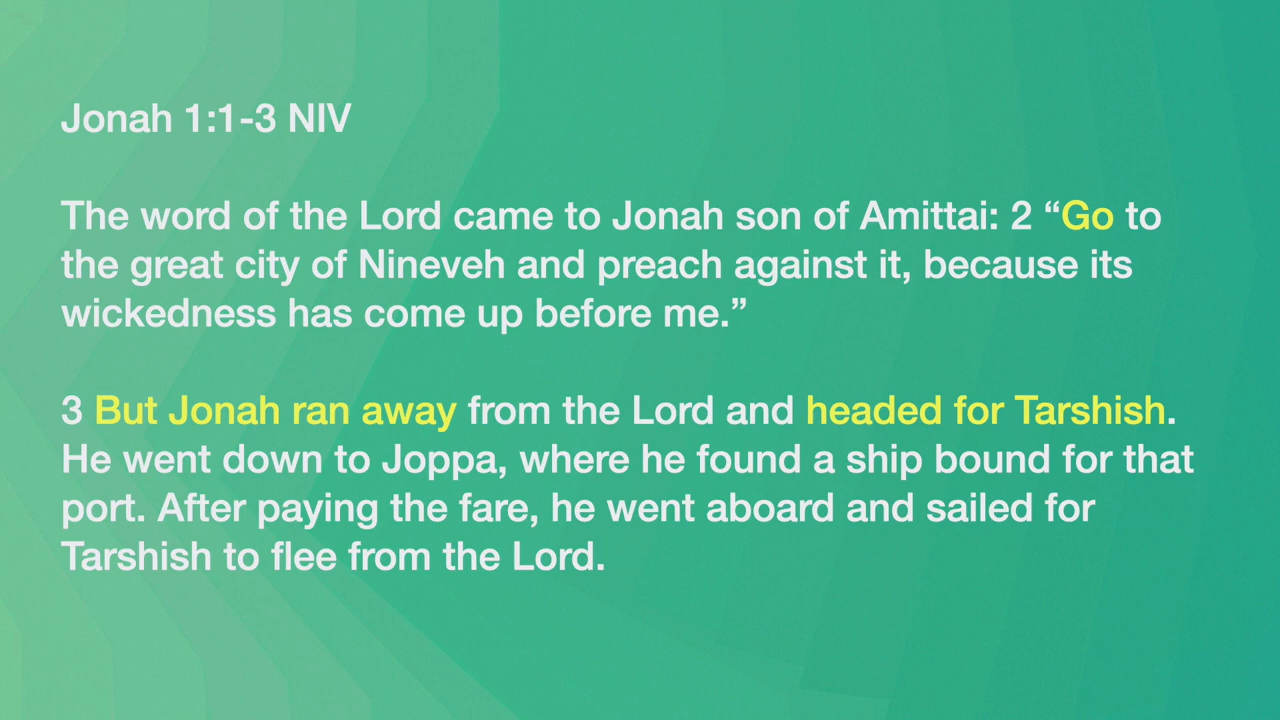 Jonah 1:1-3 NIV
The word of the Lord came to Jonah son of Amittai: 2 “Go to
the great city of Nineveh and preach against it, because its
wickedness has come up before me.”
3 But Jonah ran away from the Lord and headed for Tarshish.
He went down to Joppa, where he found a ship bound for that
port. After paying the fare, he went aboard and sailed for
Tarshish to flee from the Lord.